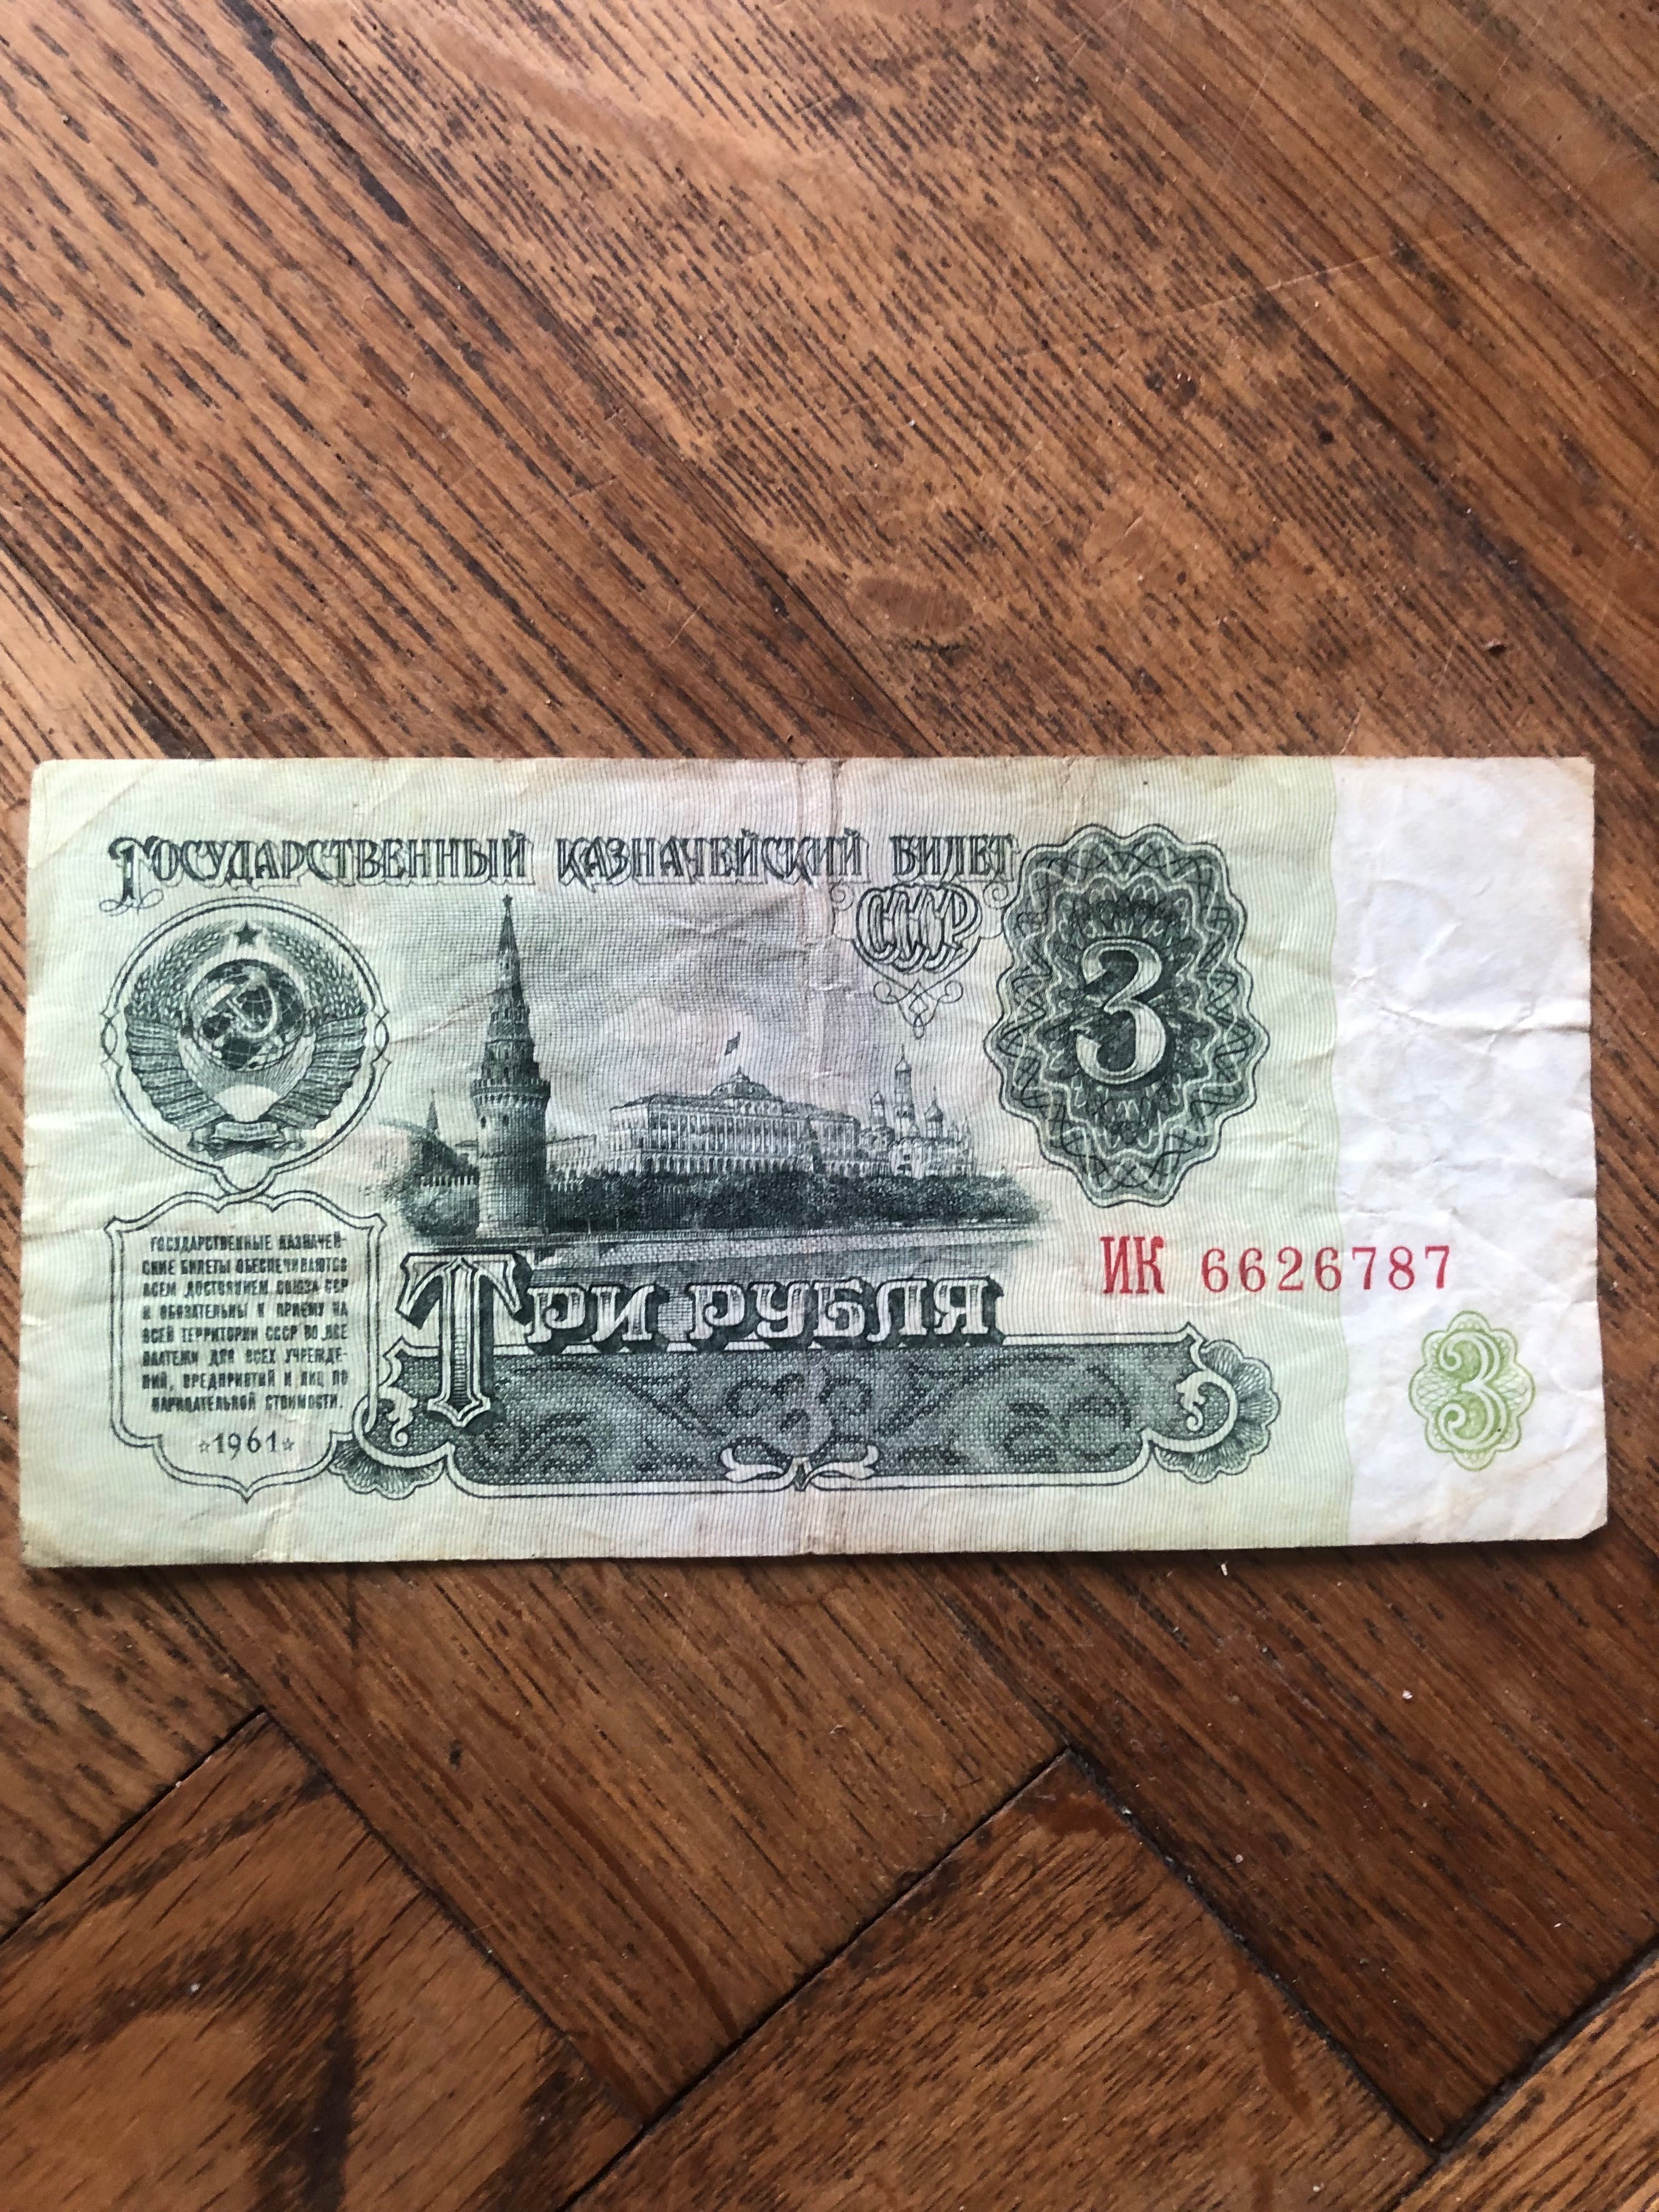 ГОСУДАРСТВЕННЫЙ КАЗНАЧЕЙСКИЙ БИЛЕТ
СССР
3
ГОСУДАРСТВЕННЫЕ КАЗНАЧЕЙ-
СКИЕ БИЛЕТЫ ОБЕСПЕЧИВАЮТСЯ
ВСЕМ ДОСТОЯНИЕМ СОЮЗА ССР
И ОБЯЗАТЕЛЬНЫ К ПРИЕМУ НА
ВСЕЙ ТЕРРИТОРИИ СССР ВО ВСЕ
ПЛАТЕЖИ ДЛЯ ВСЕХ УЧРЕЖДЕ-
НИЙ, ПРЕДПРИЯТИЙ И ЛИЦ ПО
НАРИЦАТЕЛЬНОЙ СТОИМОСТИ.
☆1961☆
ТРИ РУБЛЯ
ИК 6626787
3